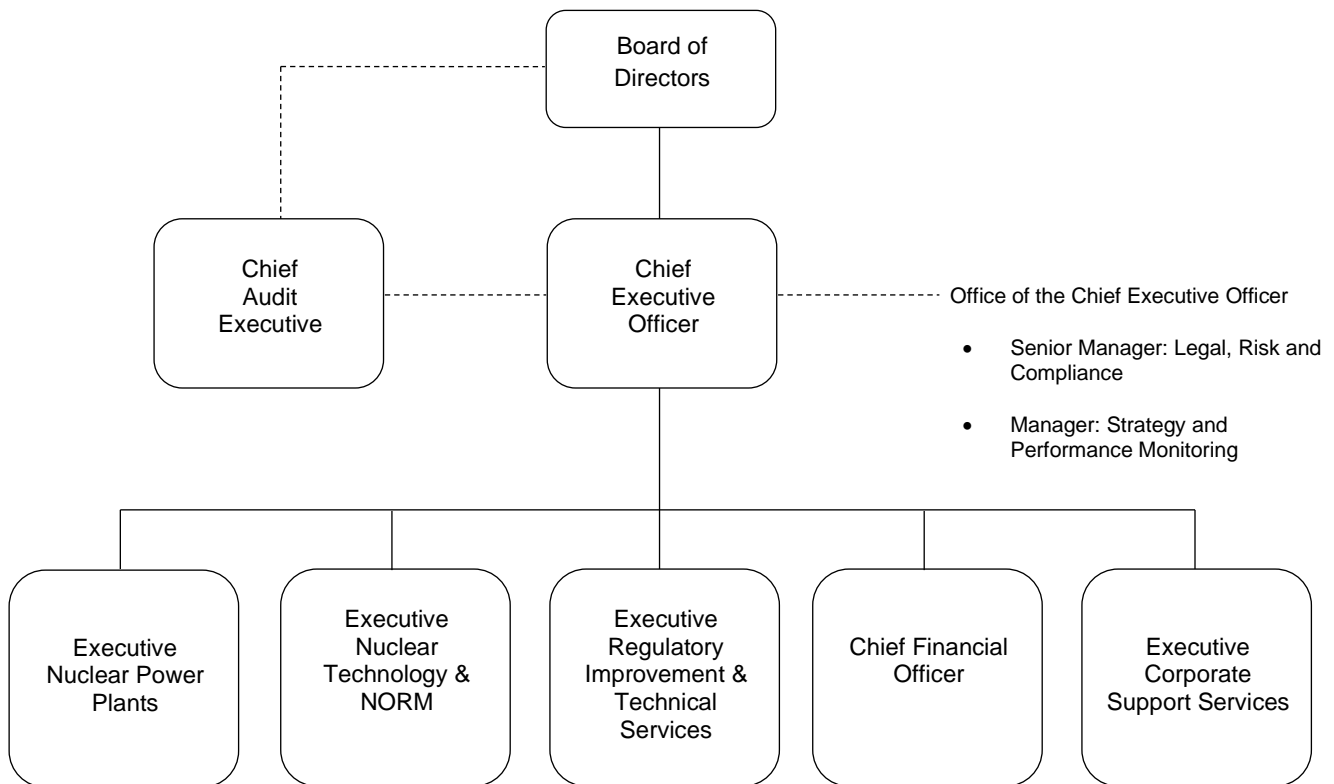 Board of
Directors
Chief
Audit
Executive
Chief
Executive
Officer
Office of the Chief Executive Officer
• Senior Manager: Legal, Risk and
Compliance
• Manager: Strategy and
Performance Monitoring
Executive
Nuclear Power
Plants
Executive
Nuclear
Technology &
NORM
Executive
Regulatory
Improvement &
Technical
Services
Chief Financial
Officer
Executive
Corporate
Support Services